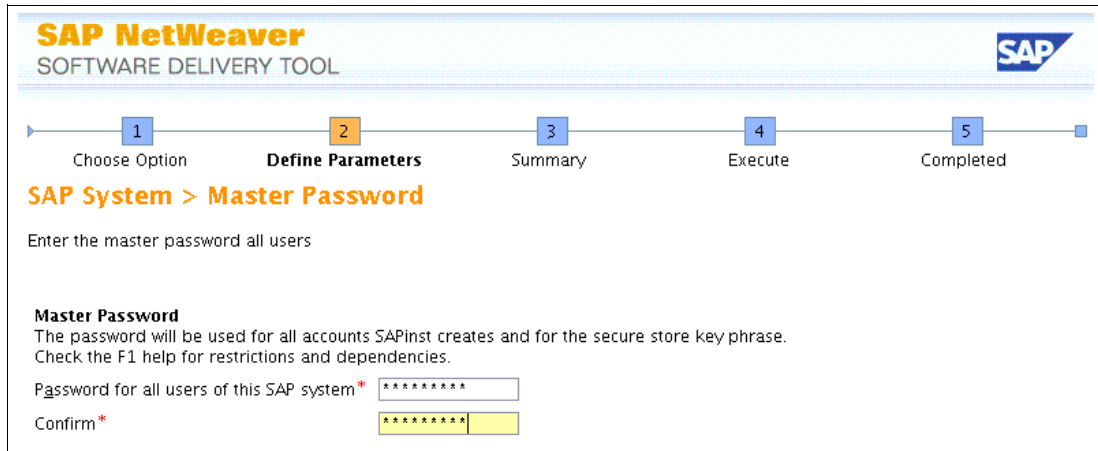 SAP NetWeaver
SOFTWARE DELIVERY TOOL
SAP
1 2 3 4 5
Choose Option Define Parameters Summary Execute Completed
SAP System > Master Password
Enter the master password all users
Master Password
The password will be used for all accounts SAPinst creates and for the secure store key phrase.
Check the F1 help for restrictions and dependencies.
Password for all users of this SAP system* *********
Confirm* *********